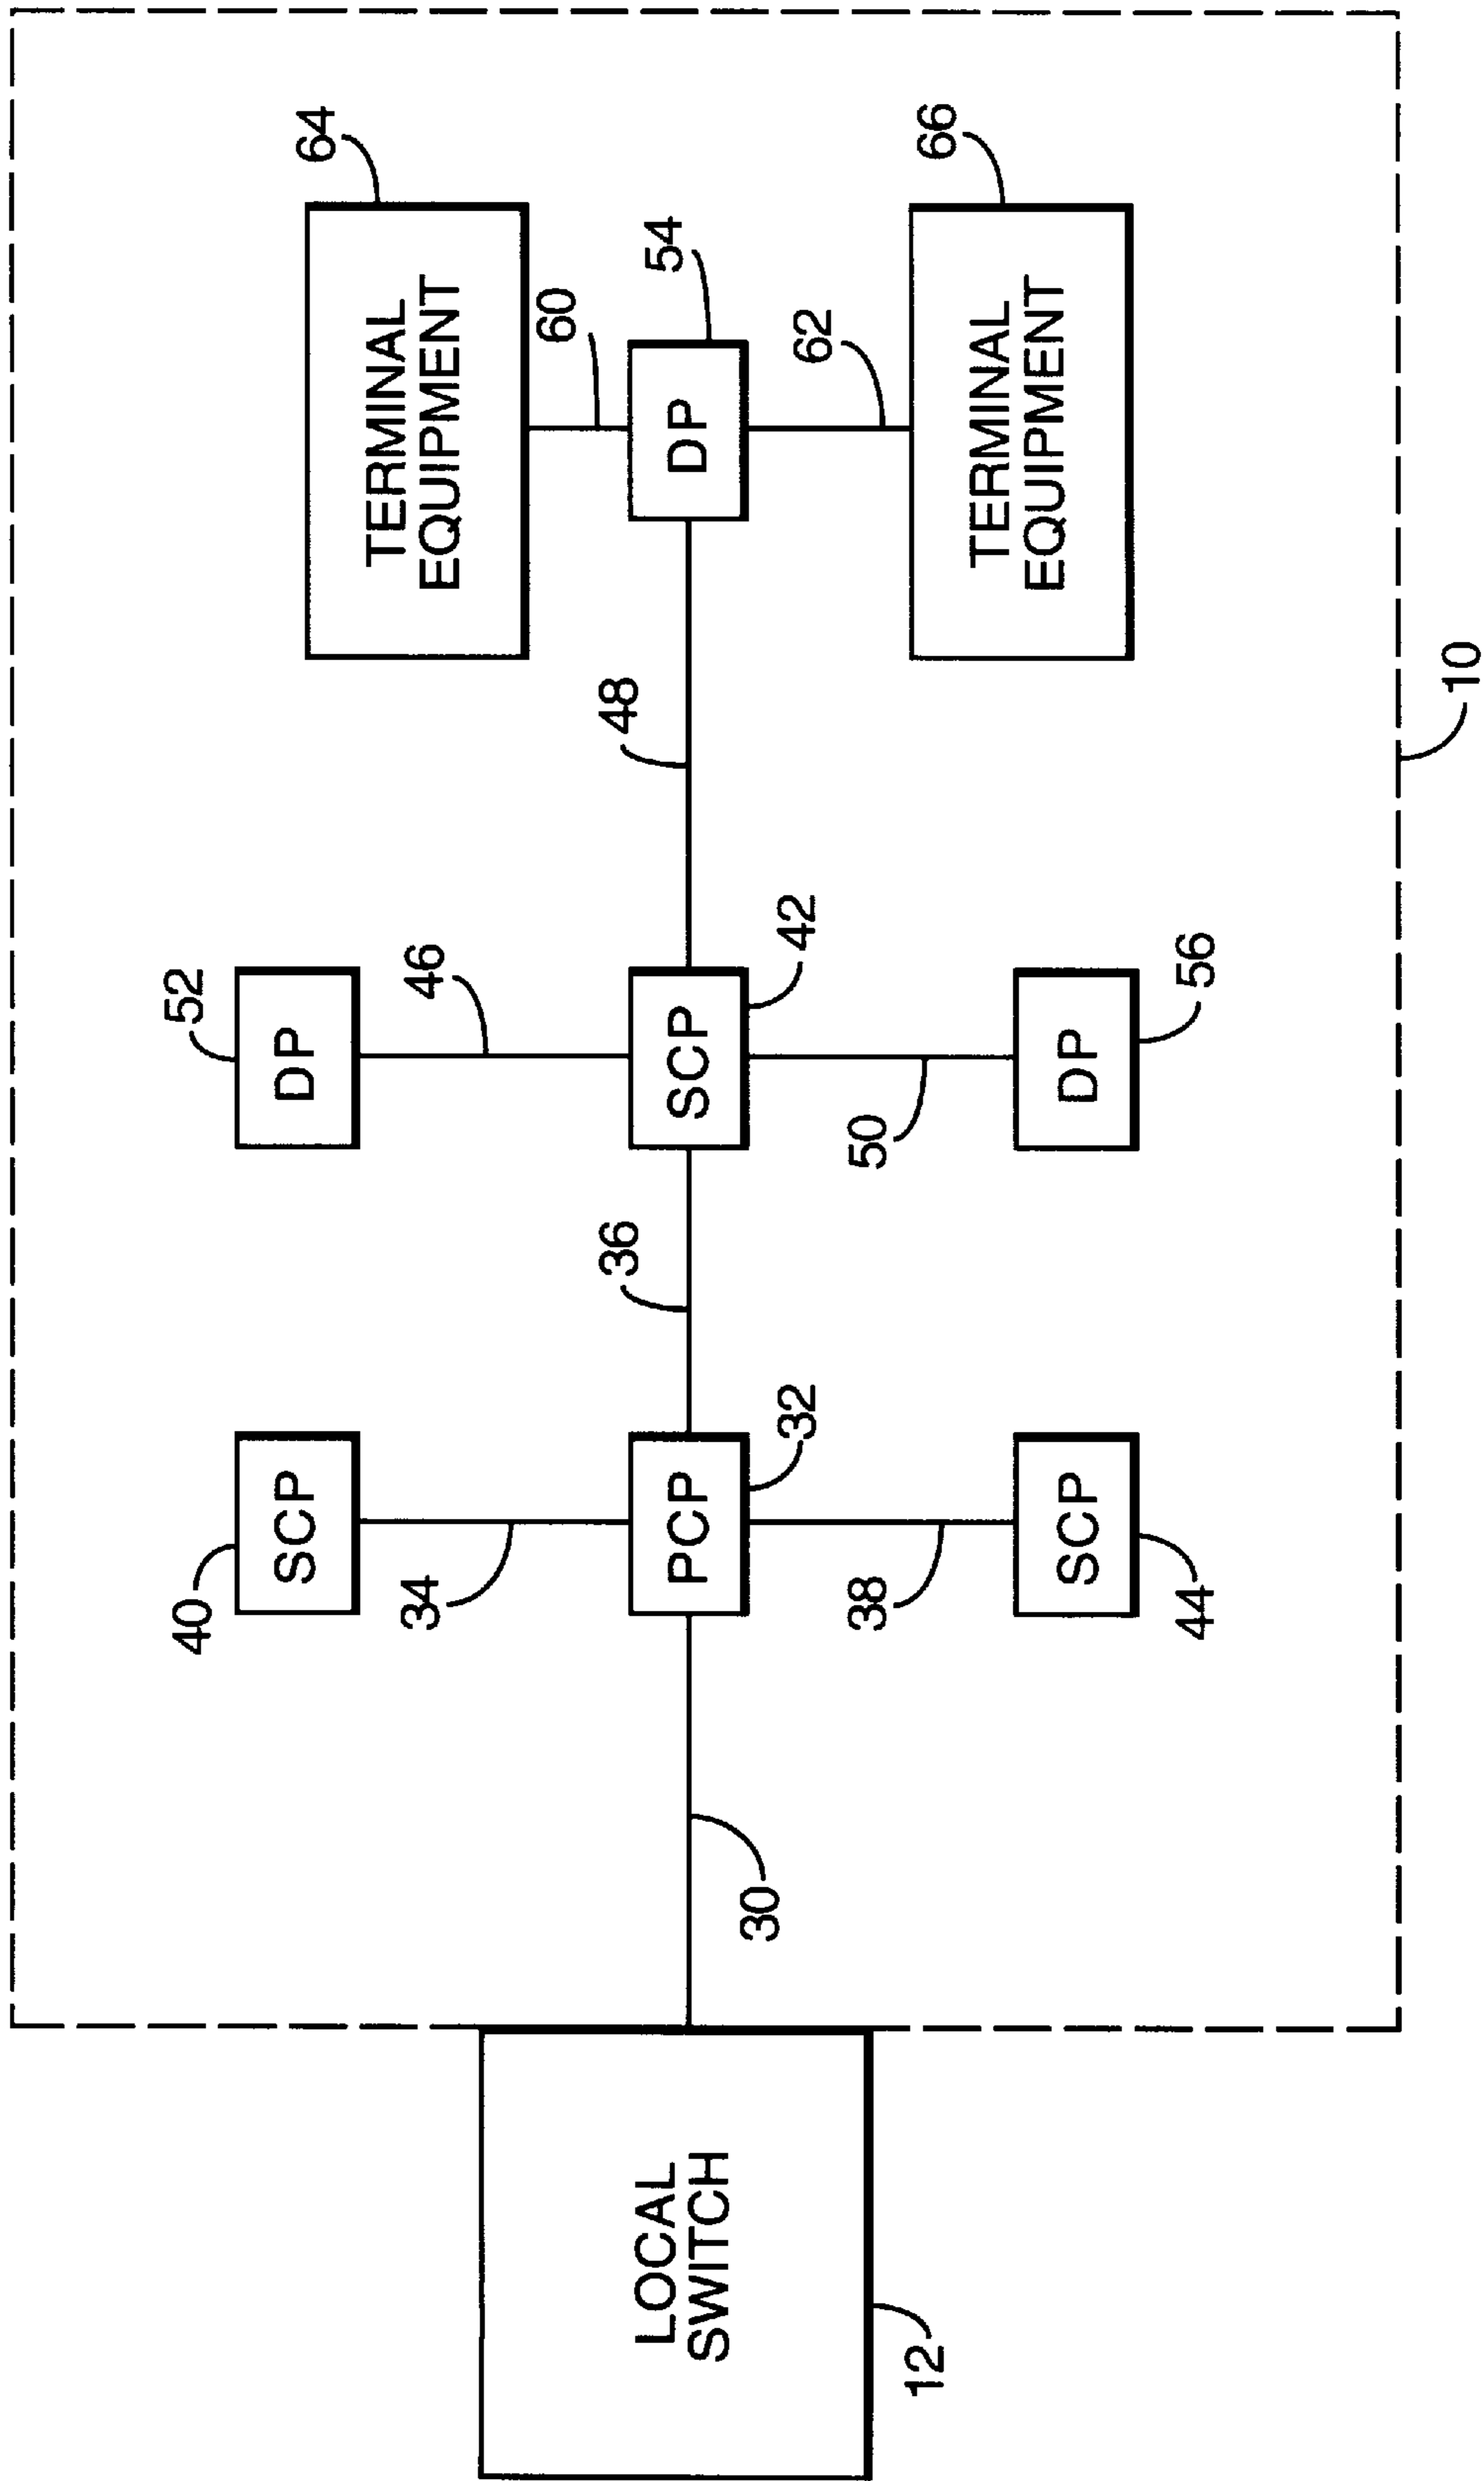 64
TERMINAL
EQUIPMENT
52
DP
46
40
SCP
34
60
54
DP
48
36
SCP
42
PCP
32
30
LOCAL
SWITCH
12
62
66
TERMINAL
EQUIPMENT
50
DP
56
38
SCP
44
10